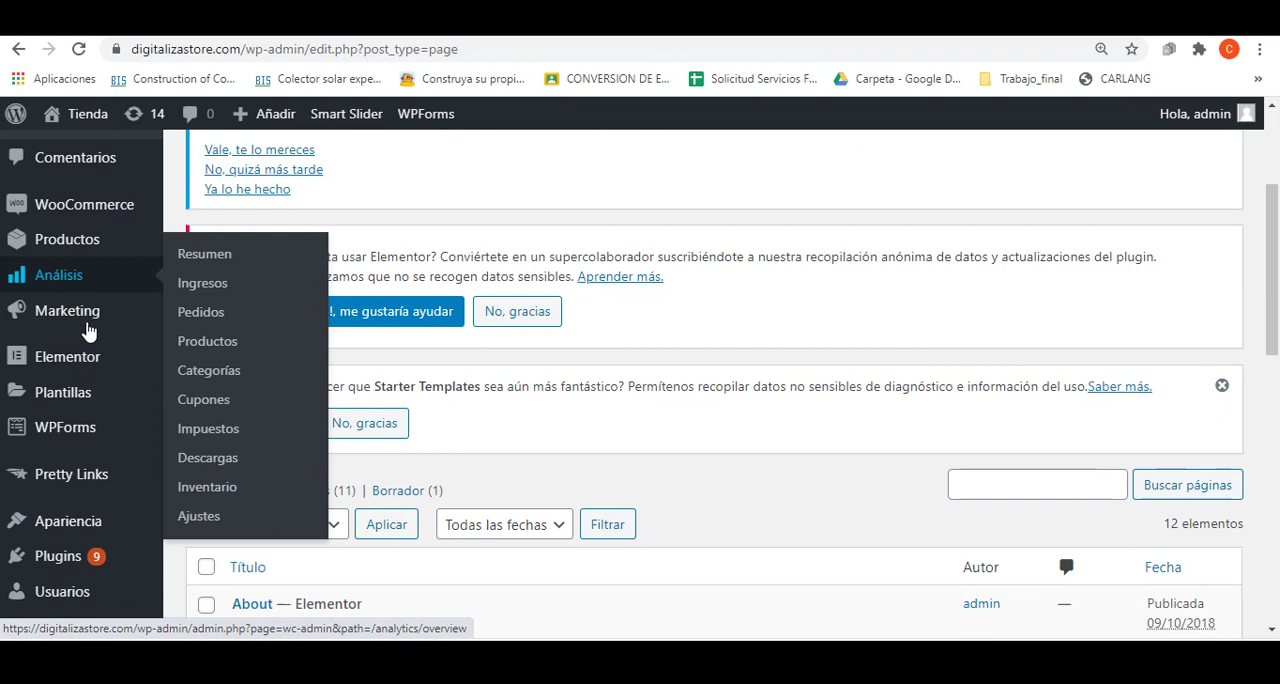 digitalizastore.com/wp-admin/edit.php?post_type=page
C
Aplicaciones
BIS Construction of Co...
BIS Colector solar expe...
Construya su propi...
CONVERSION DE E...
Solicitud Servicios F...
Carpeta - Google D...
Trabajo_final
CARLANG
»
Tienda
14
0
Añadir
Smart Slider
WPForms
Hola, admin
Comentarios
WooCommerce
Productos
Análisis
Marketing
Elementor
Plantillas
WPForms
Pretty Links
Apariencia
Plugins 9
Usuarios
Resumen
Ingresos
Pedidos
Productos
Categorías
Cupones
Impuestos
Descargas
Inventario
Ajustes
Vale, te lo mereces
No, quizá más tarde
Ya lo he hecho
ta usar Elementor? Conviértete en un supercolaborador suscribiéndote a nuestra recopilación anónima de datos y actualizaciones del plugin.
zamos que no se recogen datos sensibles. Aprender más.
!, me gustaría ayudar
No, gracias
cer que Starter Templates sea aún más fantástico? Permítenos recopilar datos no sensibles de diagnóstico e información del uso.Saber más.
No, gracias
s (11) | Borrador (1)
Buscar páginas
Aplicar
Todas las fechas
Filtrar
12 elementos
Título
Autor
Fecha
About — Elementor
admin
—
Publicada
09/10/2018
https://digitalizastore.com/wp-admin/admin.php?page=wc-admin&path=/analytics/overview